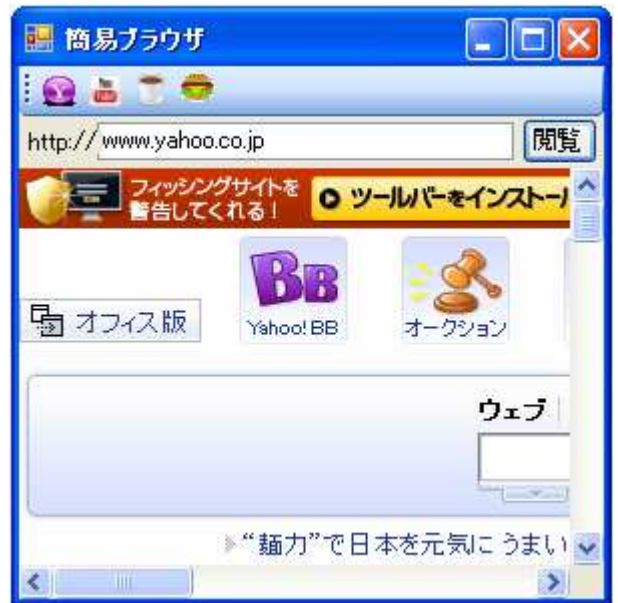 簡易ブラウザ
http:// www.yahoo.co.jp 閲覧
フィッシングサイトを
警告してくれる!
ツールバーをインストール
オフィス版
BB
Yahoo! BB
オークション
ウェブ
“麺力”で日本を元気に うまい